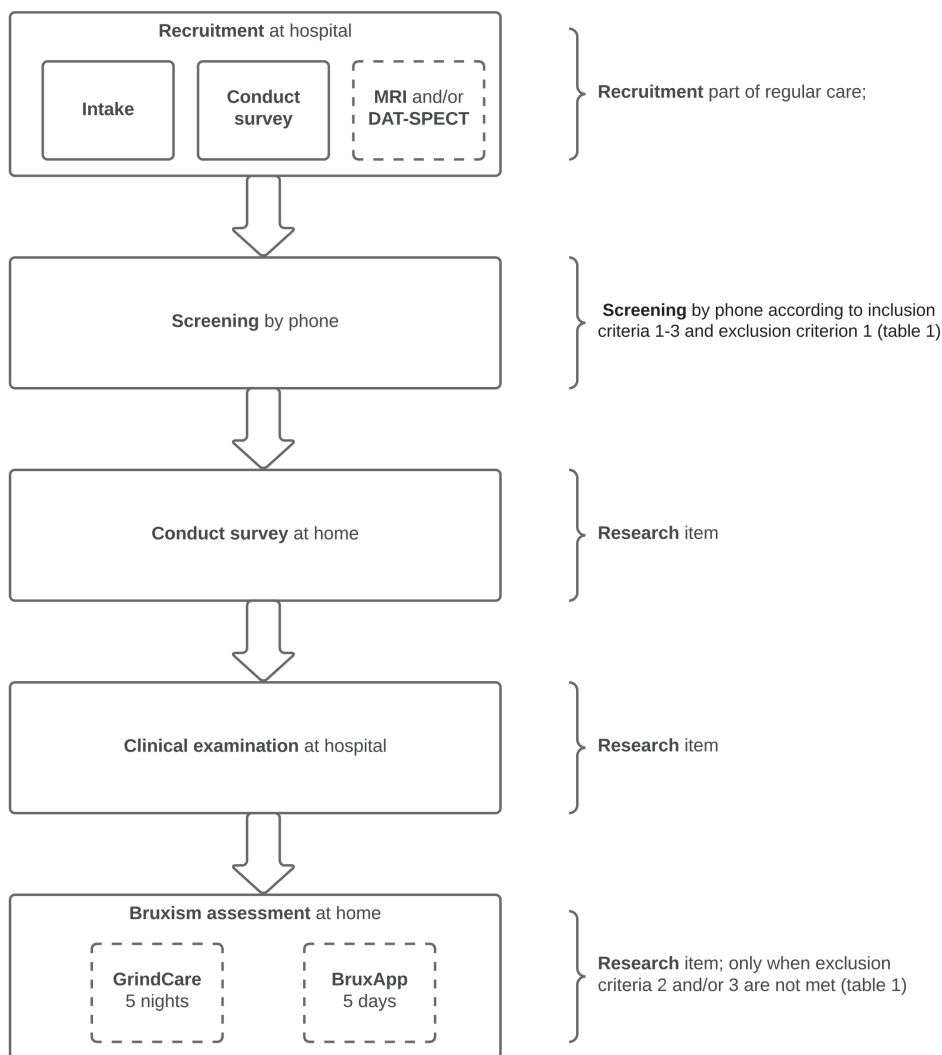 Recruitment at hospital
Intake
Conduct
survey
MRI and/or
DAT-SPECT
Recruitment part of regular care;
Screening by phone
Screening by phone according to inclusion
criteria 1-3 and exclusion criterion 1 (table 1)
Conduct survey at home
Research item
Clinical examination at hospital
Research item
Bruxism assessment at home
GrindCare
5 nights
BruxApp
5 days
Research item; only when exclusion
criteria 2 and/or 3 are not met (table 1)